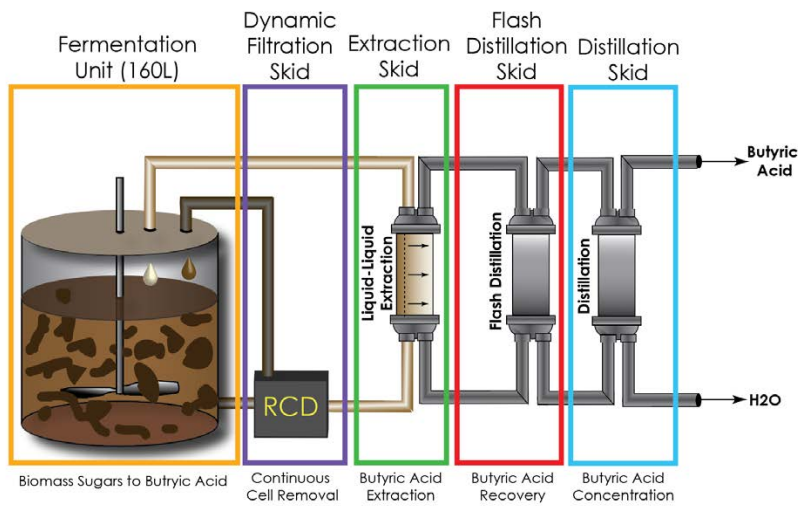 Fermentation
Unit (160L)
Dynamic
Filtration
Skid
Extraction
Skid
Flash
Distillation
Skid
Distillation
Skid
Liquid-Liquid
Extraction
Flash Distillation
Distillation
Butyric
Acid
RCD
H2O
Biomass Sugars to Butryic Acid
Continuous
Cell Removal
Butyric Acid
Extraction
Butyric Acid
Recovery
Butyric Acid
Concentration